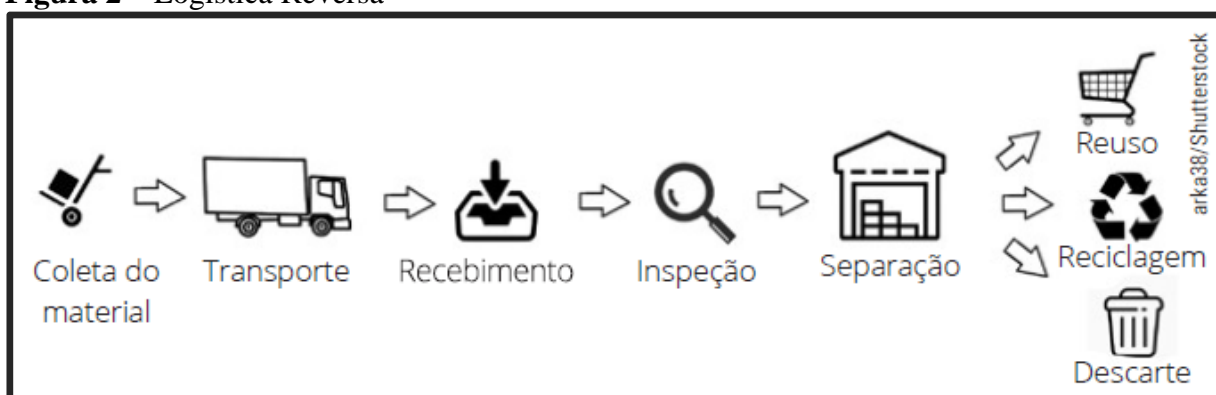 Figura 2 – Logística Reversa
Coleta do
material
Transporte
Recebimento
Inspeção
Separação
Reuso
Reciclagem
Descarte
arka38/Shutterstock